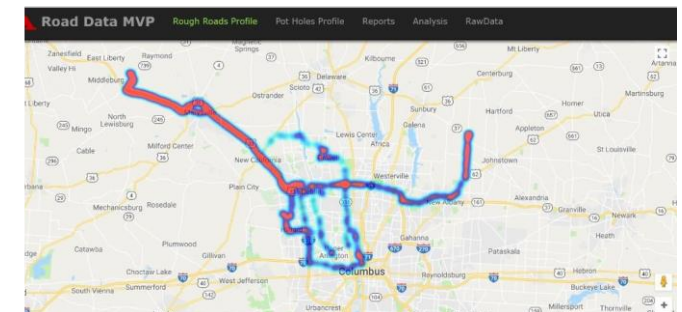 Road Data MVP Rough Roads Profile Pot Holes Profile Reports Analysis RawData
Zanesfield East Liberty Raymond Magnetic Springs Kilbourne Mt Liberty
Valley Hi Middleburg Delaware Centerburg
Scioto Ostrander Martinsburg
Liberty North Lewisburg Sunbury Hartford Homer Utica
Mingo Lewis Center Galena Appleton
Cable Milford Center Africa St Louisville
New California Johnstown
Westerville
Plain City New Albany Alexandria
Mechanicsburg Rosedale Granville Newark
Gahanna Heath
Catawba Plumwood Gillivan Arlington Pataskala
Choctaw Lake Columbus Reynoldsburg Hebron
South Vienna Summerford West Jefferson Buckeye Lake
Urbancrest Millersport Thornville